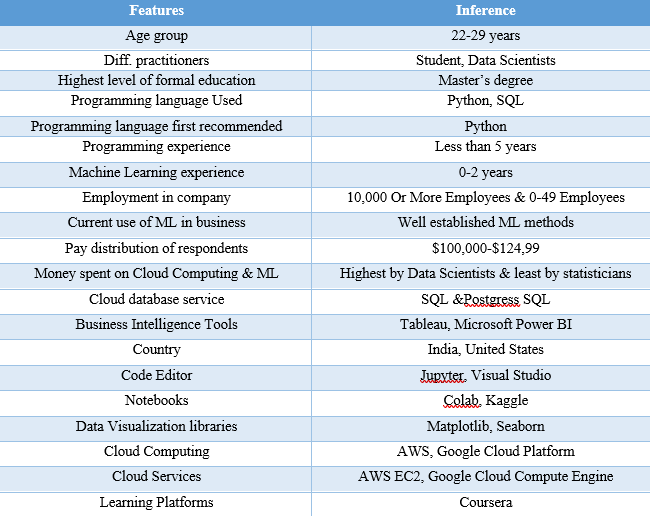 Features Inference
Age group 22-29 years
Diff. practitioners Student, Data Scientists
Highest level of formal education Master’s degree
Programming language Used Python, SQL
Programming language first recommended Python
Programming experience Less than 5 years
Machine Learning experience 0-2 years
Employment in company 10,000 Or More Employees & 0-49 Employees
Current use of ML in business Well established ML methods
Pay distribution of respondents $100,000-$124,99
Money spent on Cloud Computing & ML Highest by Data Scientists & least by statisticians
Cloud database service SQL &Postgress SQL
Business Intelligence Tools Tableau, Microsoft Power BI
Country India, United States
Code Editor Jupyter, Visual Studio
Notebooks Colab, Kaggle
Data Visualization libraries Matplotlib, Seaborn
Cloud Computing AWS, Google Cloud Platform
Cloud Services AWS EC2, Google Cloud Compute Engine
Learning Platforms Coursera